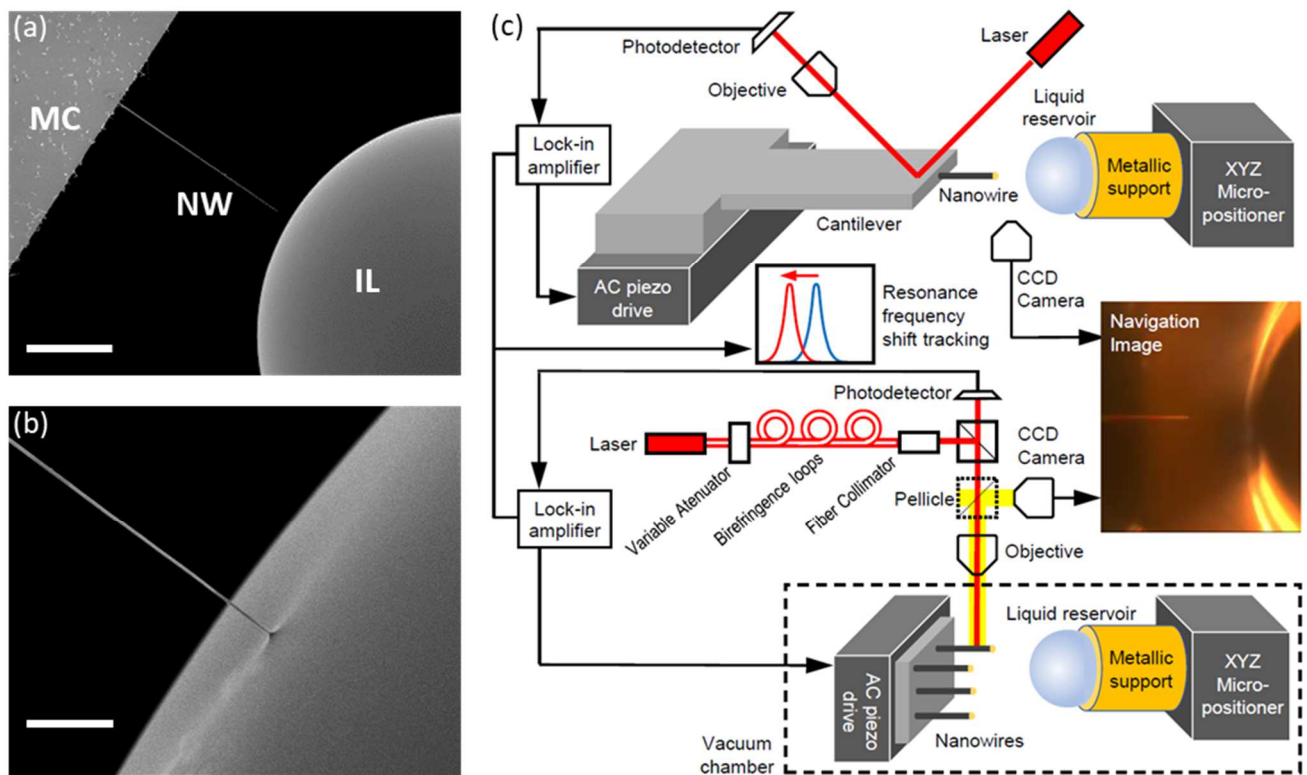 (a)
MC
NW
IL
(b)
(c)
Photodetector
Laser
Objective
Lock-in
amplifier
Liquid
reservoir
Metallic
support
XYZ
Micro-
positioner
Nanowire
Cantilever
AC piezo
drive
CCD
Camera
Resonance
frequency
shift tracking
Navigation
Image
Photodetector
Laser
Variable Atenuator
Birefringence loops
Fiber Collimator
CCD
Camera
Pellicle
Lock-in
amplifier
Objective
Liquid reservoir
Metallic
support
XYZ
Micro-
positioner
AC piezo
drive
Nanowires
Vacuum
chamber